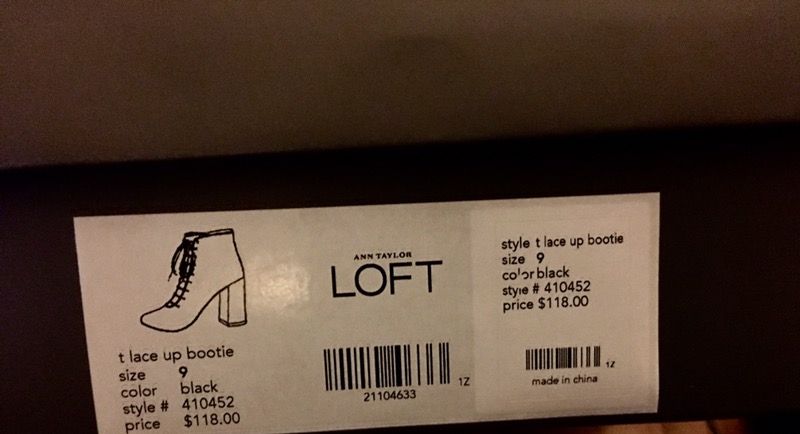 t lace up bootie
size 9
color black
style # 410452
price $118.00
ANN TAYLOR
LOFT
21104633
1Z
style t lace up bootie
size 9
color black
style # 410452
price $118.00
1Z
made in china